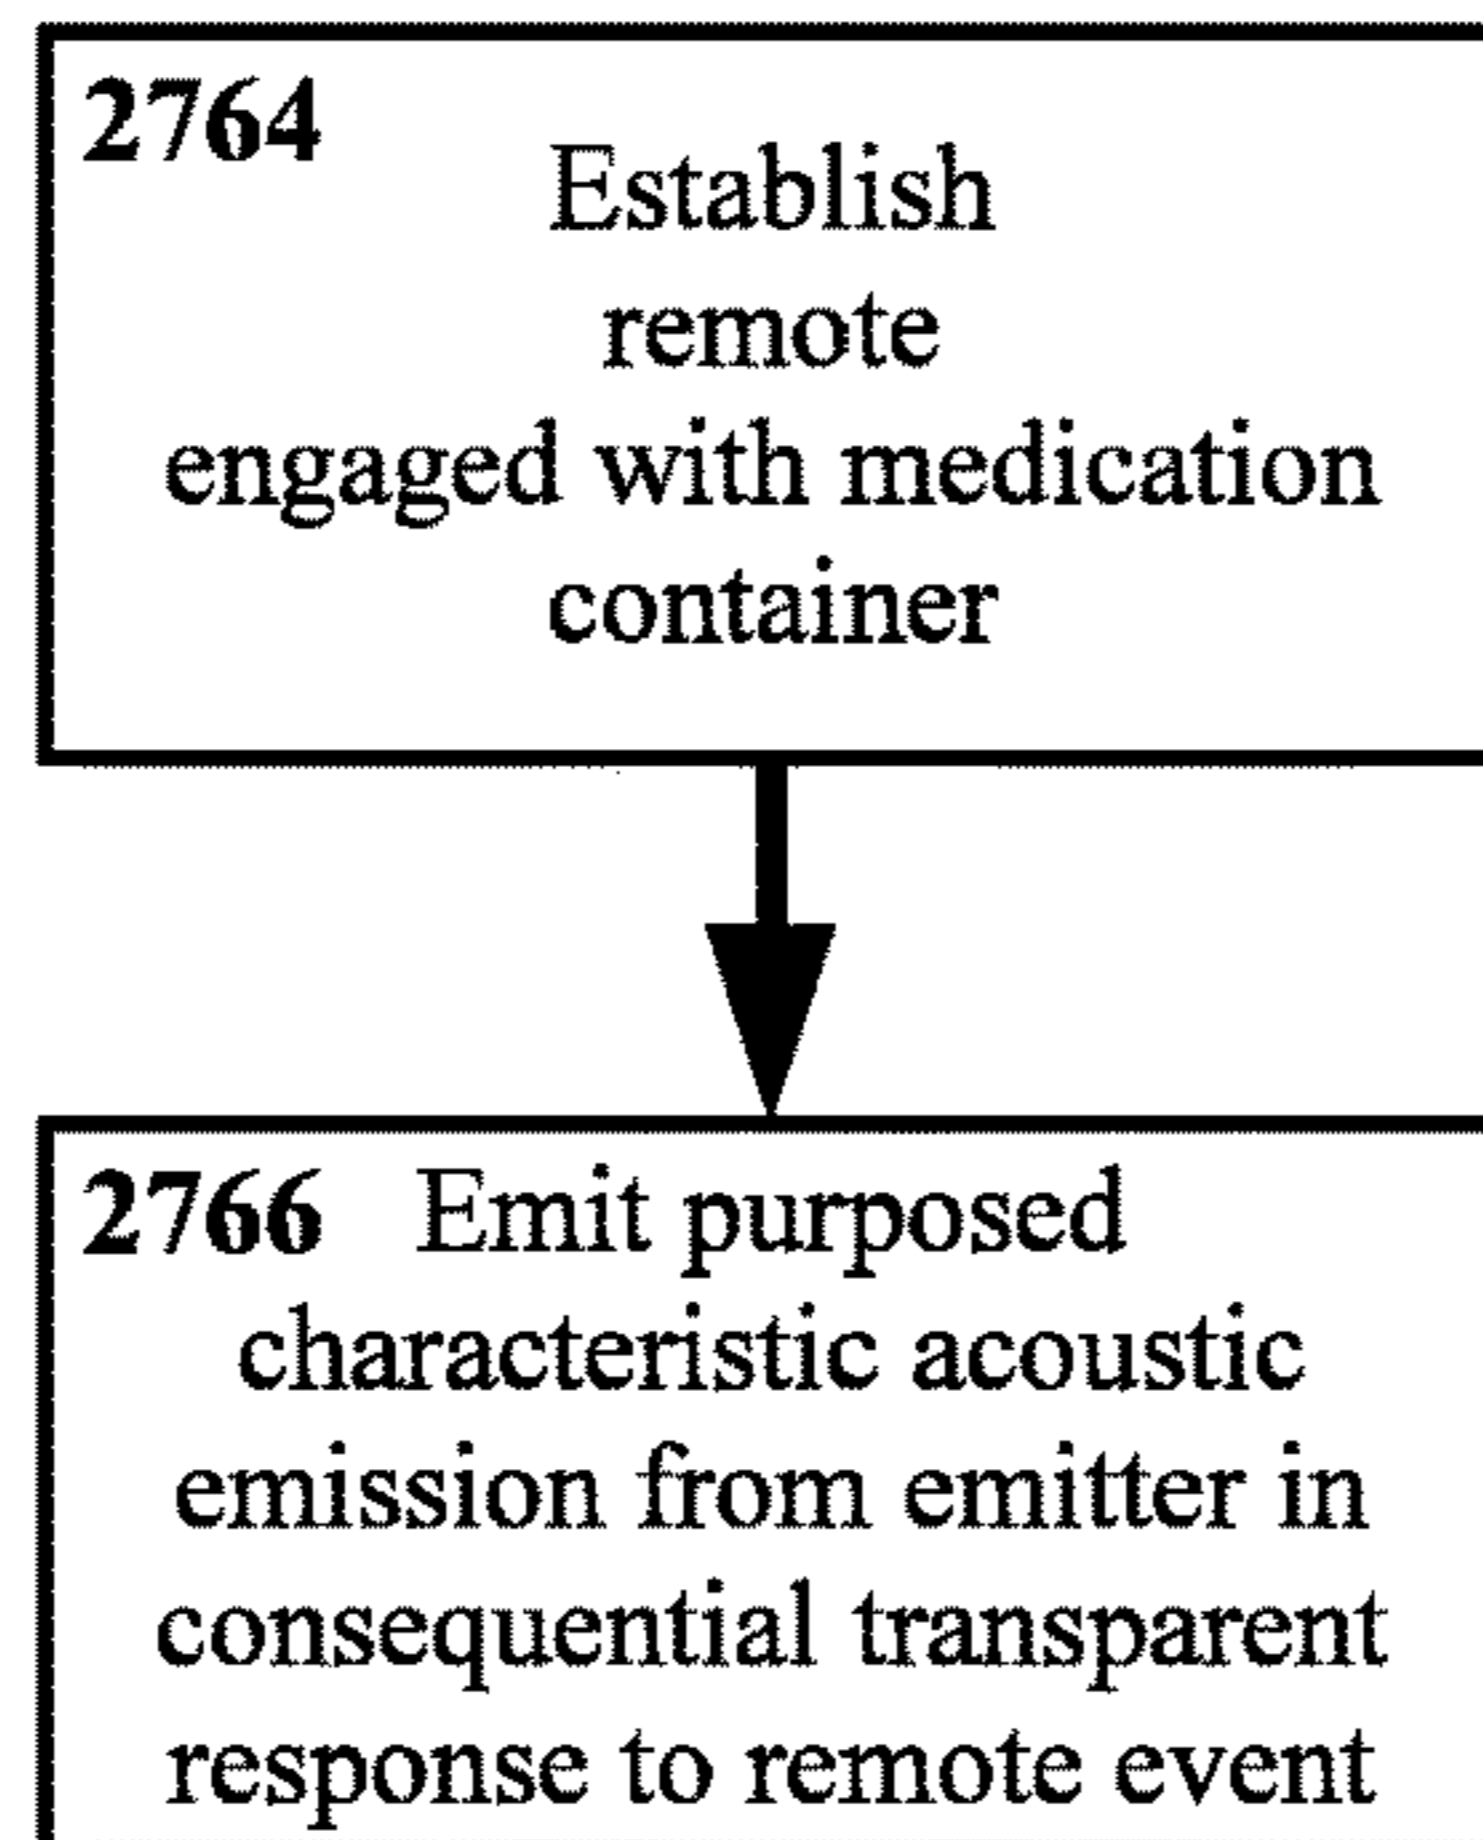 2764
Establish
remote
engaged with medication
container
2766 Emit purposed
characteristic acoustic
emission from emitter in
consequential transparent
response to remote event